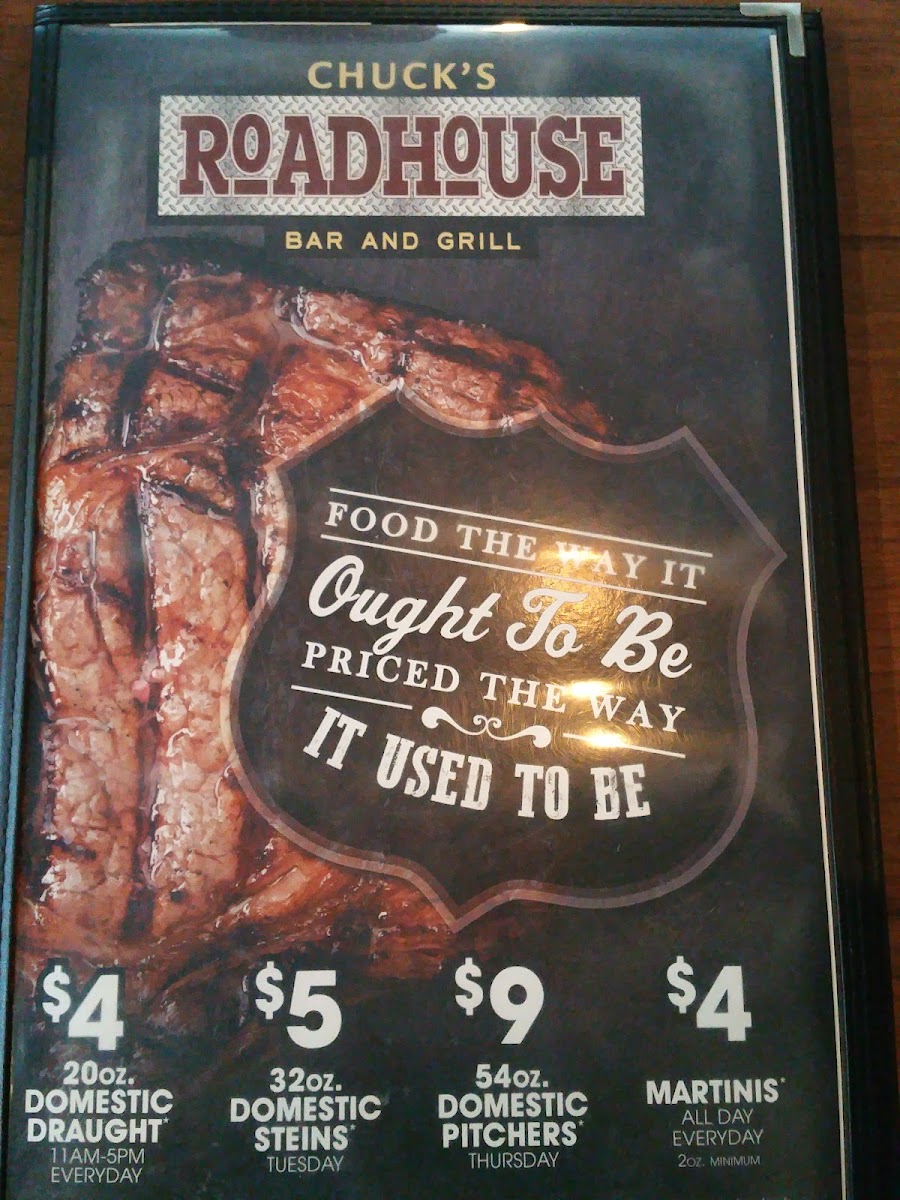 CHUCK'S
ROADHOUSE
BAR AND GRILL
FOOD THE WAY IT
Ought To Be
PRICED THE WAY
IT USED TO BE
$4
20oz.
DOMESTIC
DRAUGHT*
11AM-5PM
EVERYDAY
$5
32oz.
DOMESTIC
STEINS*
TUESDAY
$9
54oz.
DOMESTIC
PITCHERS*
THURSDAY
$4
MARTINIS*
ALL DAY
EVERYDAY
2oz. MINIMUM